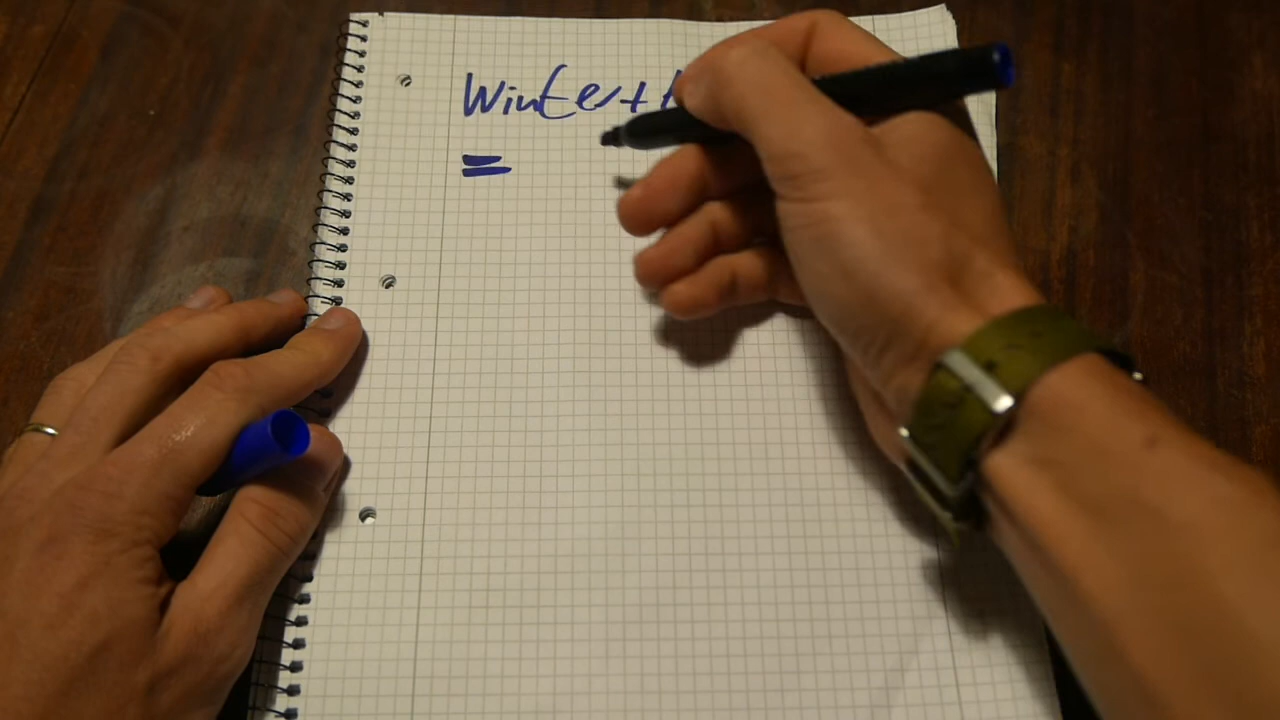 Winter +
=